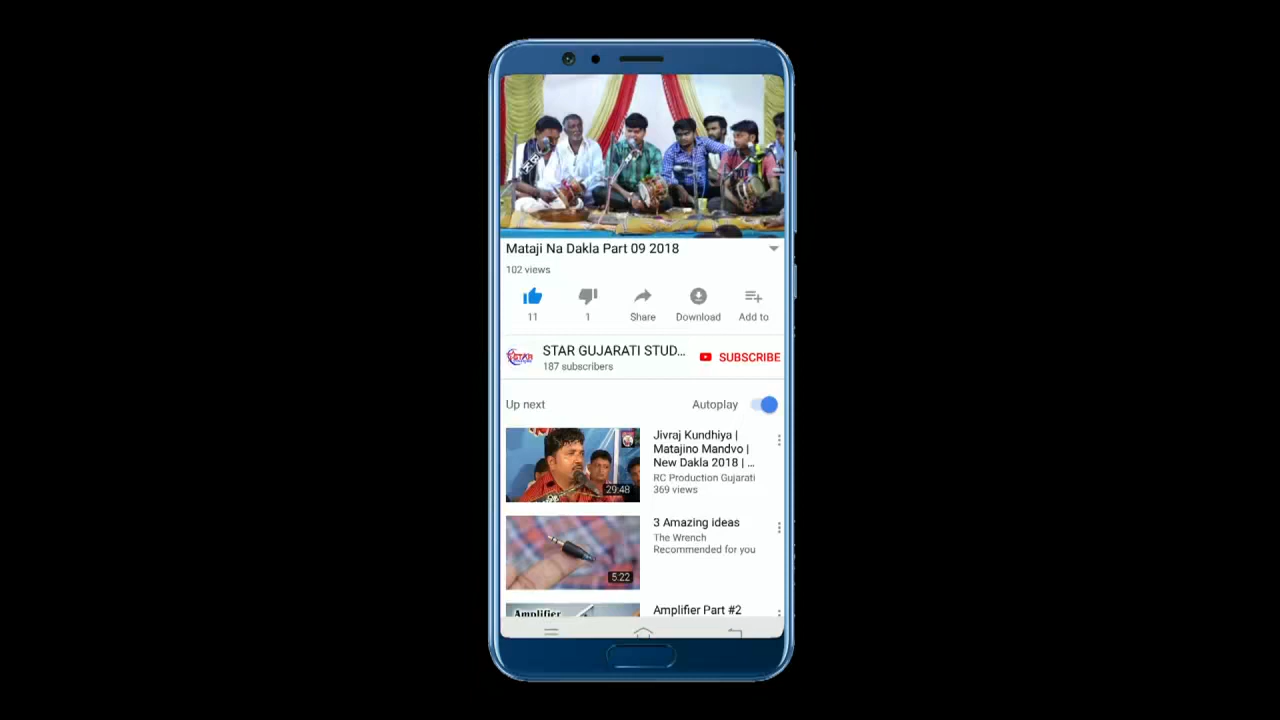 Mataji Na Dakla Part 09 2018
102 views
11
1
Share
Download
Add to
STAR
STAR GUJARATI STUD...
187 subscribers
SUBSCRIBE
Up next
Autoplay
29:48
Jivraj Kundhiya |
Matajino Mandvo |
New Dakla 2018 | ...
RC Production Gujarati
369 views
5:22
3 Amazing ideas
The Wrench
Recommended for you
Amplifier
Amplifier Part #2